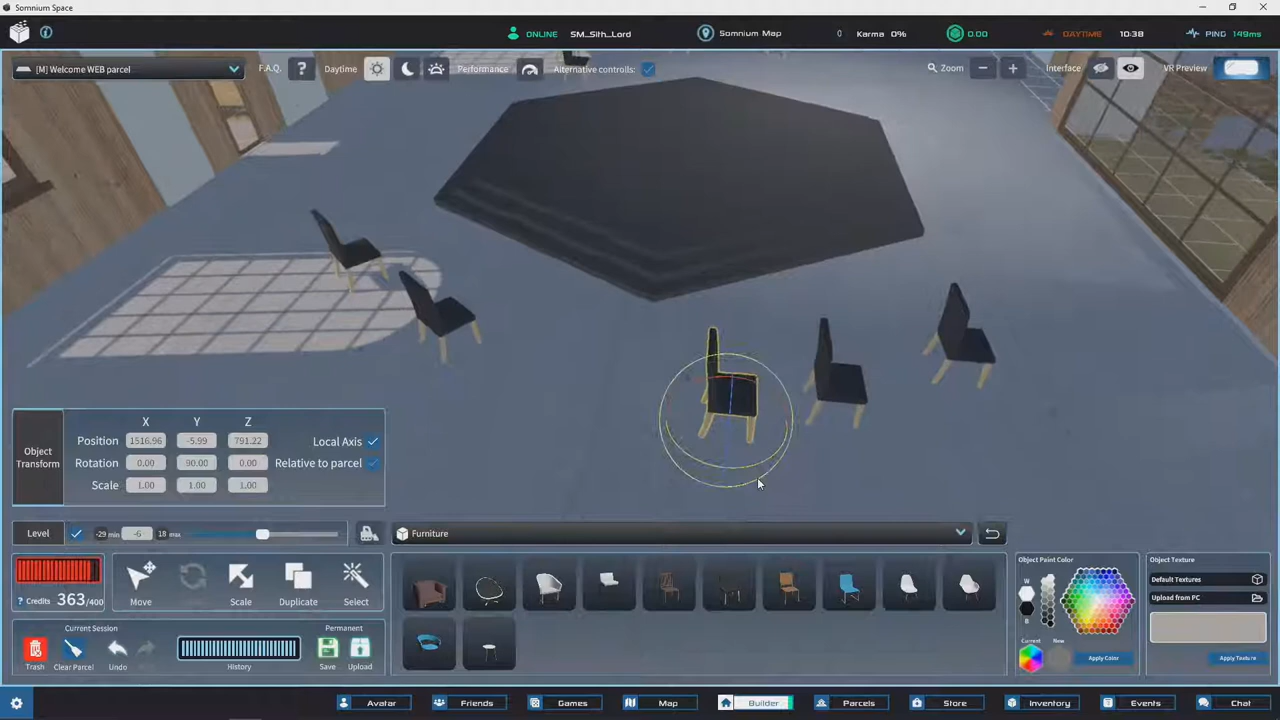 Somnium Space
ONLINE SM_Sith_Lord
Somnium Map
0 Karma 0%
0.00
DAYTIME 10:38
PING 149ms
[M] Welcome WEB parcel
F.A.Q. ?
Daytime
Performance
Alternative controlls:
Zoom
Interface
VR Preview
Object Transform
X Y Z
Position 1516.96 -5.99 791.22 Local Axis
Rotation 0.00 90.00 0.00 Relative to parcel
Scale 1.00 1.00 1.00
Level -29 min -6 18 max
Furniture
? Credits 363/400
Move
Scale
Duplicate
Select
Current Session
Permanent
Trash
Clear Parcel
Undo
History
Save
Upload
Object Paint Color
W
B
Current
New
Apply Color
Object Texture
Default Textures
Upload from PC
Apply Texture
Avatar
Friends
Games
Map
Builder
Parcels
Store
Inventory
Events
Chat